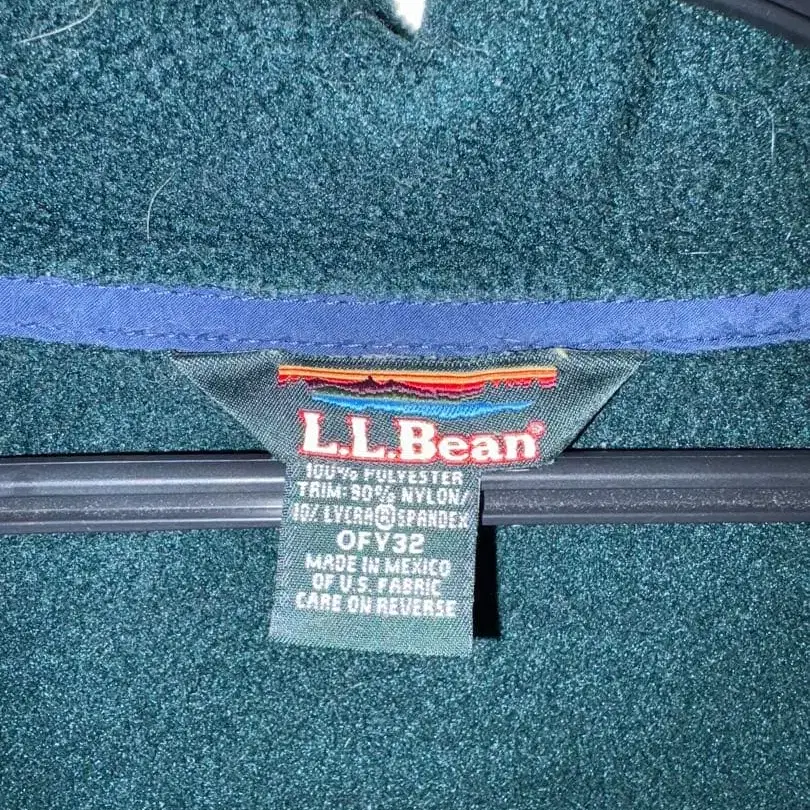 L.L.Bean®
100% POLYESTER
TRIM: 90% NYLON/
10% LYCRA® SPANDEX
OFY32
MADE IN MEXICO
OF U.S. FABRIC
CARE ON REVERSE